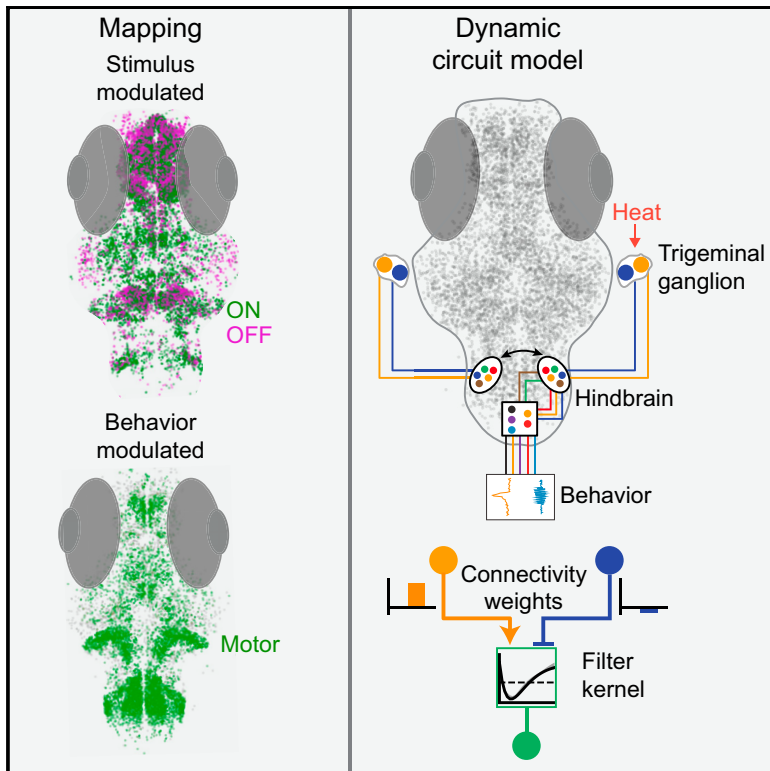 Mapping
Stimulus
modulated
ON
OFF
Behavior
modulated
Motor
Dynamic
circuit model
Heat
Trigeminal
ganglion
Hindbrain
Behavior
Connectivity
weights
Filter
kernel